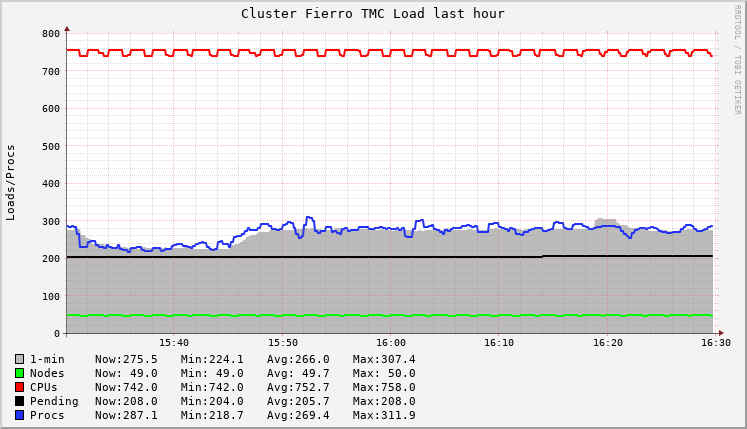 Cluster Fierro TMC Load last hour
RRDTOOL / TOBI OETIKER
Loads/Procs
800
700
600
500
400
300
200
100
0
15:40 15:50 16:00 16:10 16:20 16:30
1-min Now:275.5 Min:224.1 Avg:266.0 Max:307.4
Nodes Now: 49.0 Min: 49.0 Avg: 49.7 Max: 50.0
CPUs Now:742.0 Min:742.0 Avg:752.7 Max:758.0
Pending Now:208.0 Min:204.0 Avg:205.7 Max:208.0
Procs Now:287.1 Min:218.7 Avg:269.4 Max:311.9